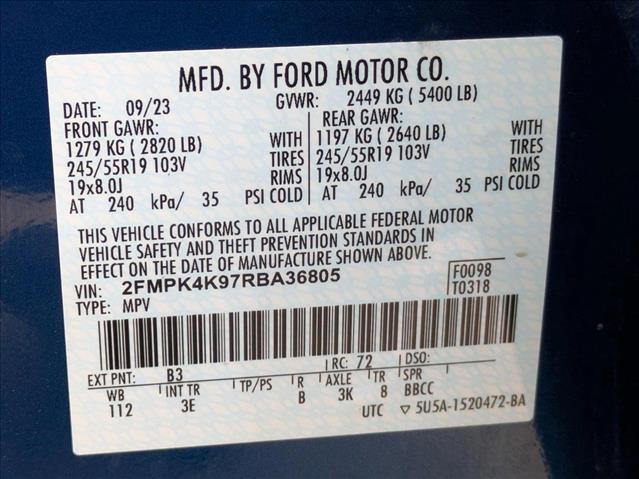 MFD. BY FORD MOTOR CO.
DATE: 09/23 GVWR: 2449 KG ( 5400 LB)
FRONT GAWR: REAR GAWR:
1279 KG ( 2820 LB) WITH 1197 KG ( 2640 LB) WITH
245/55R19 103V TIRES 245/55R19 103V TIRES
19x8.0J RIMS 19x8.0J RIMS
AT 240 kPa/ 35 PSI COLD AT 240 kPa/ 35 PSI COLD
THIS VEHICLE CONFORMS TO ALL APPLICABLE FEDERAL MOTOR
VEHICLE SAFETY AND THEFT PREVENTION STANDARDS IN
EFFECT ON THE DATE OF MANUFACTURE SHOWN ABOVE.
VIN: 2FMPK4K97RBA36805 F0098
TYPE: MPV T0318
EXT PNT: B3 RC: 72 DSO:
WB INT TR TP/PS R AXLE TR SPR
112 3E B 3K 8 BBCC
UTC ▽ 5U5A-1520472-BA